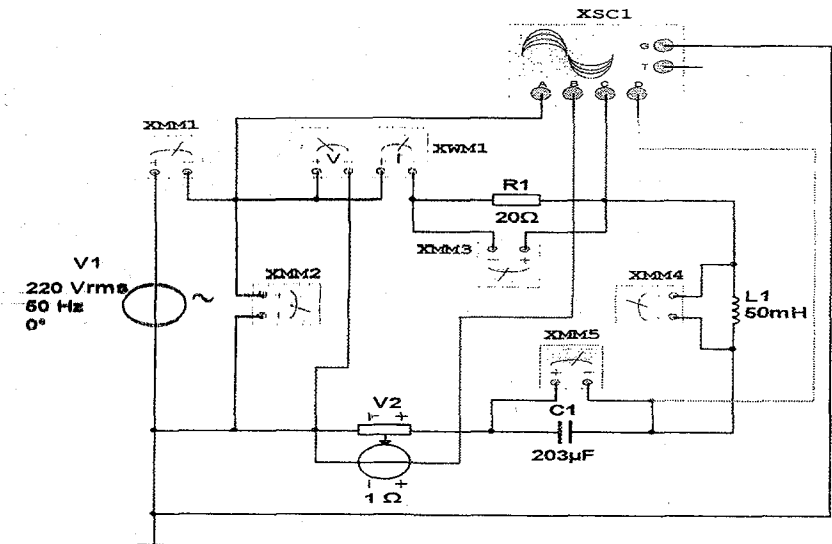 XSC1
G
T
A B C D
XMM1
V
I
XWM1
R1
20Ω
XMM3
V1
220 Vrms
50 Hz
0°
XMM2
XMM4
L1
50mH
XMM5
V2
C1
203µF
1 Ω